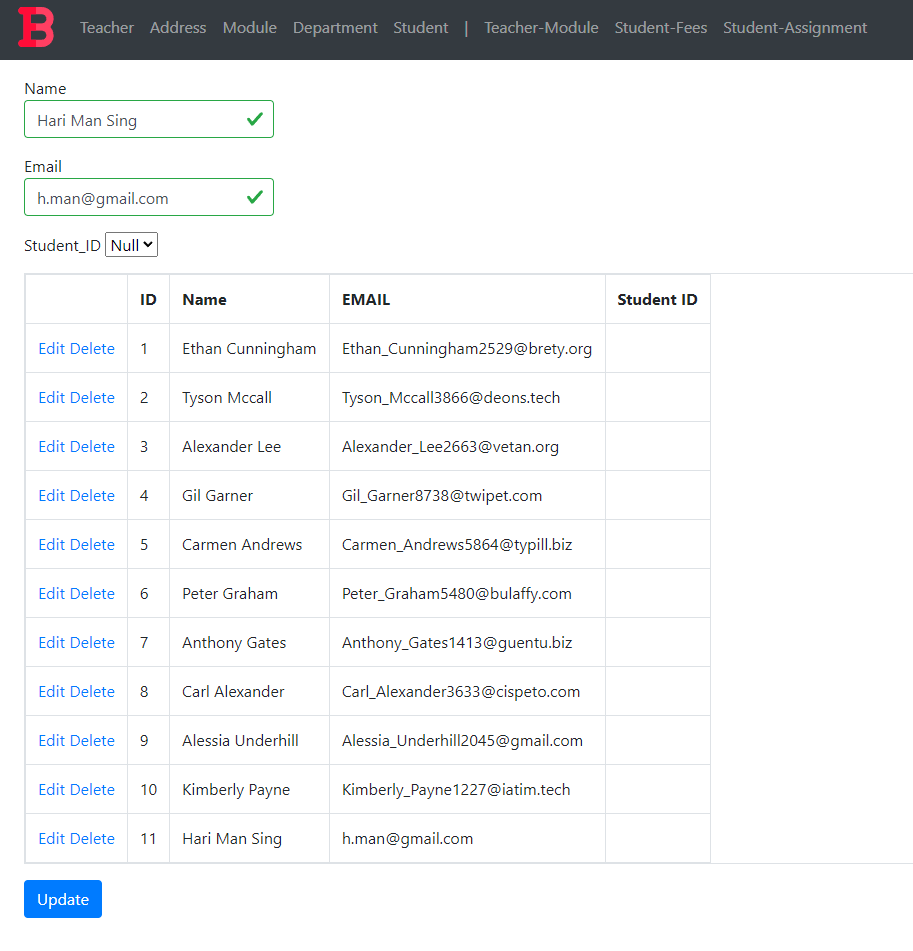 B Teacher Address Module Department Student | Teacher-Module Student-Fees Student-Assignment
Name
Hari Man Sing
Email
h.man@gmail.com
Student_ID Null
ID Name EMAIL Student ID
Edit Delete 1 Ethan Cunningham Ethan_Cunningham2529@brety.org
Edit Delete 2 Tyson Mccall Tyson_Mccall3866@deons.tech
Edit Delete 3 Alexander Lee Alexander_Lee2663@vetan.org
Edit Delete 4 Gil Garner Gil_Garner8738@twipet.com
Edit Delete 5 Carmen Andrews Carmen_Andrews5864@typill.biz
Edit Delete 6 Peter Graham Peter_Graham5480@bulaffy.com
Edit Delete 7 Anthony Gates Anthony_Gates1413@guentu.biz
Edit Delete 8 Carl Alexander Carl_Alexander3633@cispeto.com
Edit Delete 9 Alessia Underhill Alessia_Underhill2045@gmail.com
Edit Delete 10 Kimberly Payne Kimberly_Payne1227@iatim.tech
Edit Delete 11 Hari Man Sing h.man@gmail.com
Update